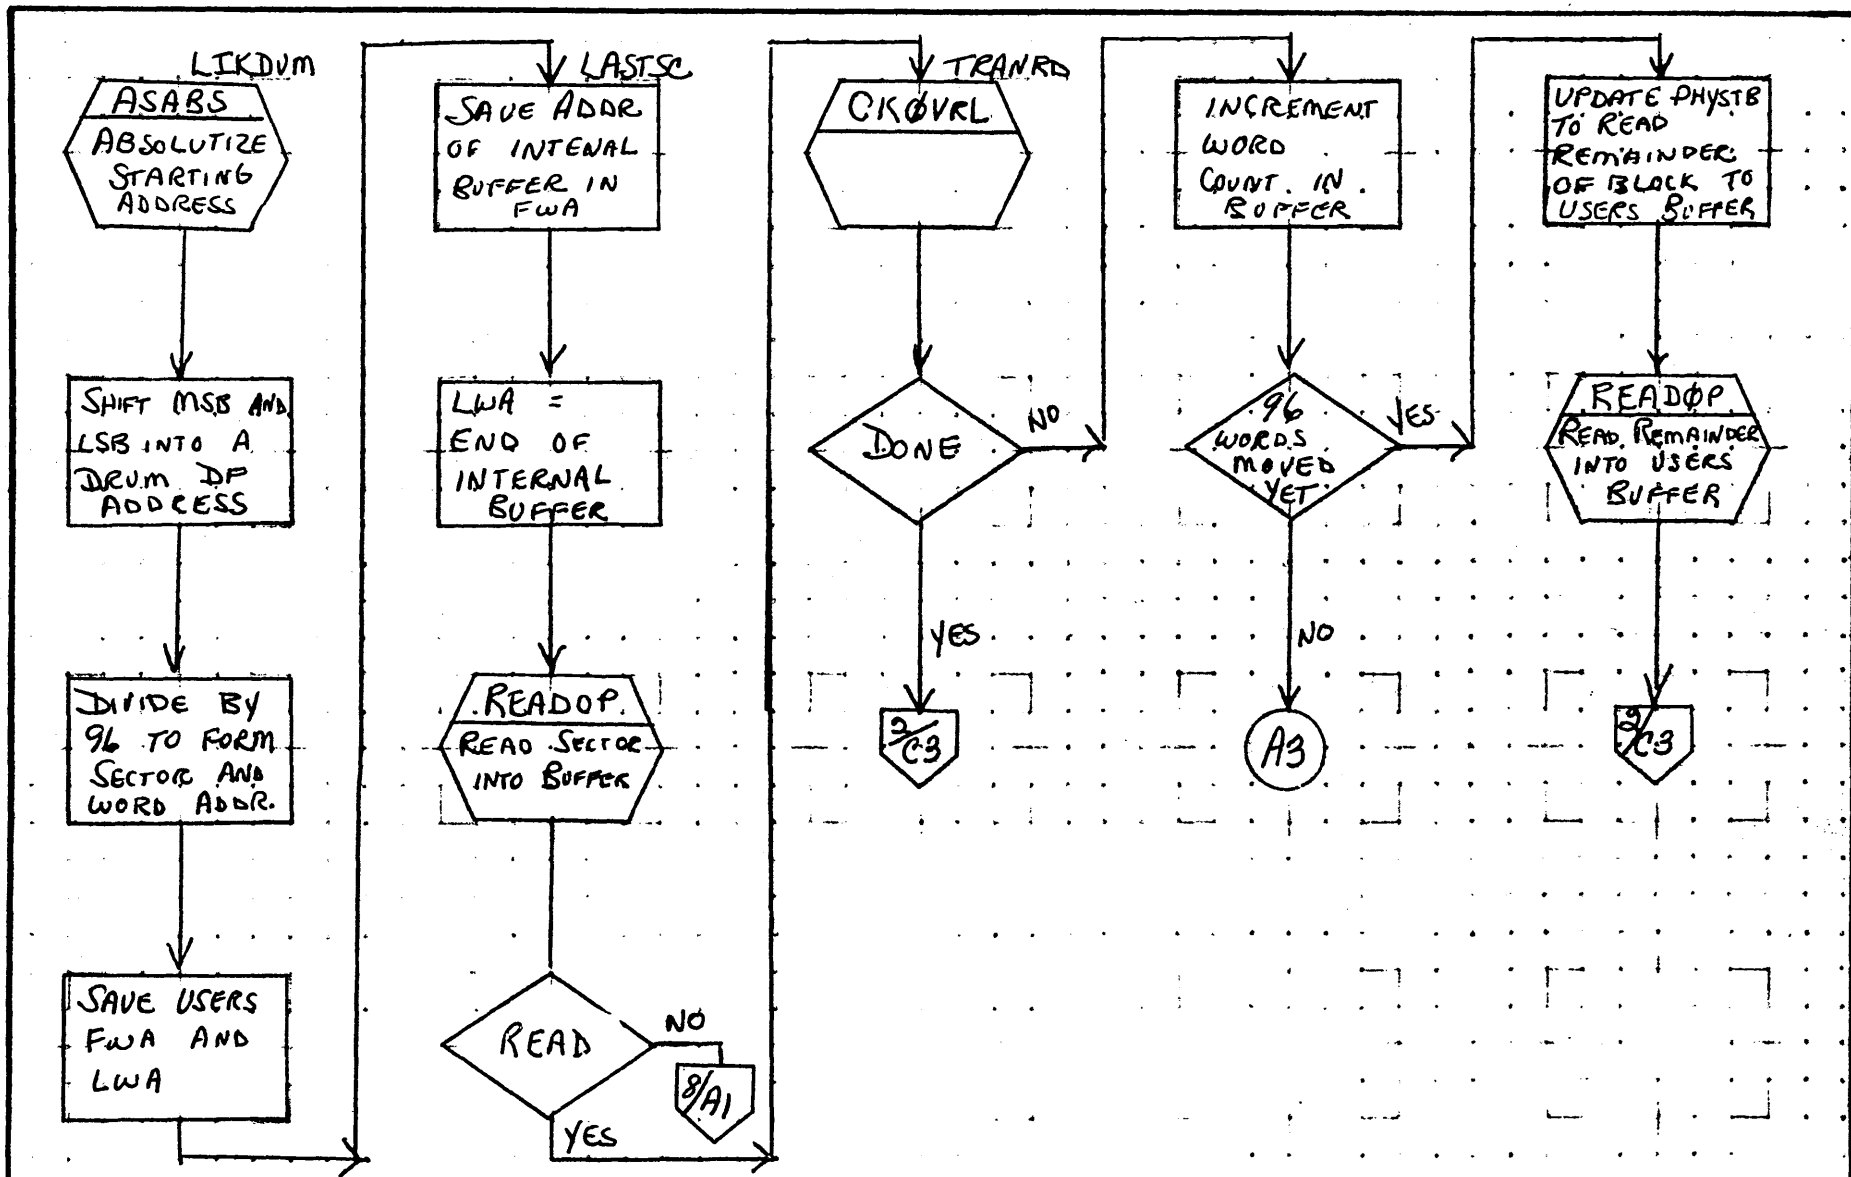 LIKDUM
ASABS
ABSOLUTIZE
STARTING
ADDRESS
SHIFT MSB AND
LSB INTO A
DRUM DP
ADDRESS
DIVIDE BY
96 TO FORM
SECTOR AND
WORD ADDR.
SAVE USERS
FWA AND
LWA
LASTSC
SAVE ADDR
OF INTENAL
BUFFER IN
FWA
LWA =
END OF
INTERNAL
BUFFER
READOP
READ SECTOR
INTO BUFFER
READ
NO
8/A1
YES
TRANRD
CKØVRL
DONE
NO
YES
2/C3
INCREMENT
WORD
COUNT IN
BUFFER
96
WORDS
MOVED
YET
YES
NO
A3
UPDATE PHYSTB
TO READ
REMAINDER
OF BLOCK TO
USERS BUFFER
READØP
READ REMAINDER
INTO USERS
BUFFER
2/C3